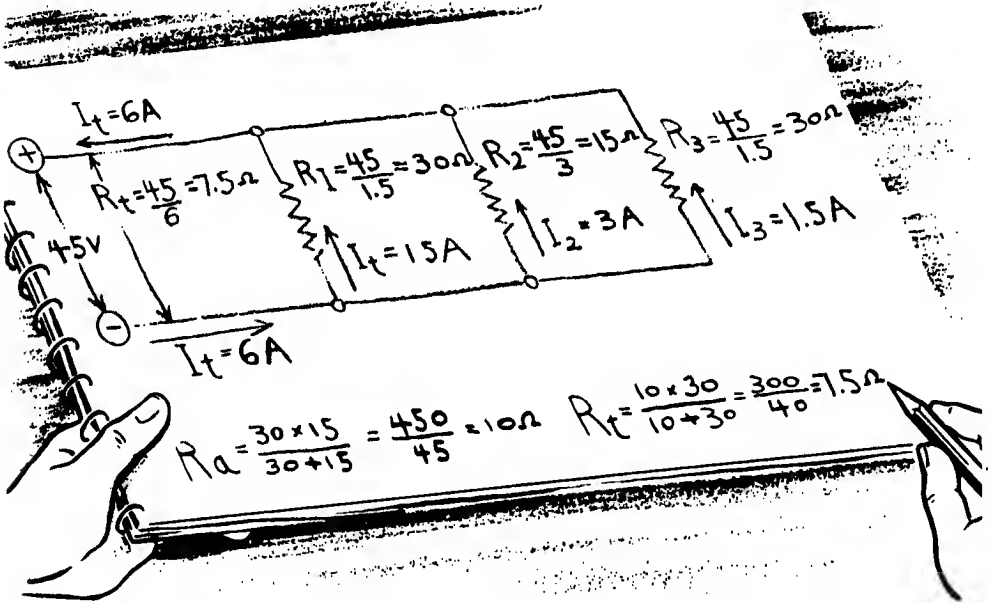 It=6A
+
Rt=45/6=7.5Ω
R1=45/1.5=30Ω
R2=45/3=15Ω
R3=45/1.5=30Ω
45V
It=15A
I2=3A
I3=1.5A
-
It=6A
Ra=30×15/30+15=450/45=10Ω
Rt=10×30/10+30=300/40=7.5Ω